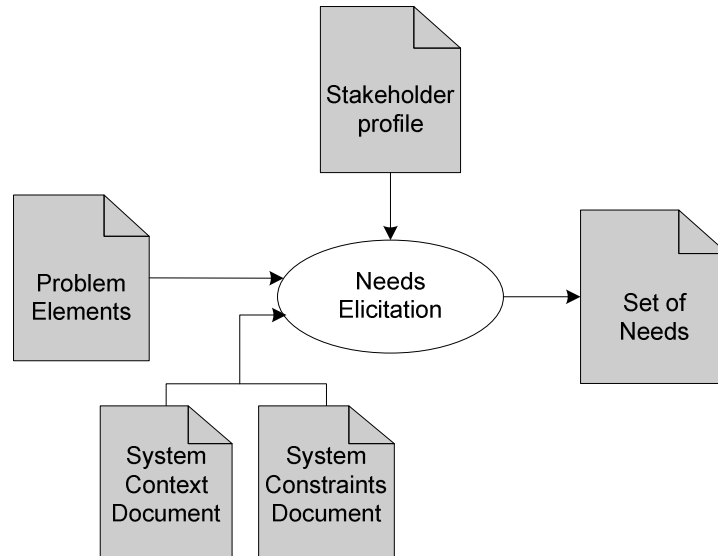 Stakeholder
profile
Problem
Elements
Needs
Elicitation
Set of
Needs
System
Context
Document
System
Constraints
Document